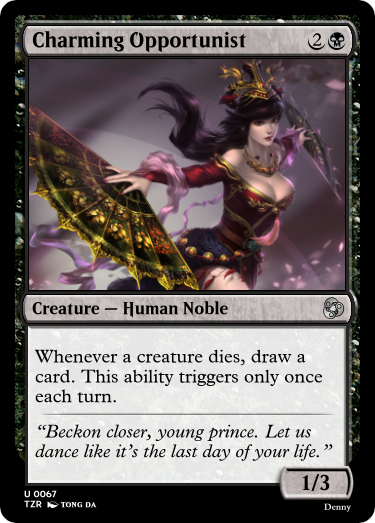 Charming Opportunist 2
Creature — Human Noble
Whenever a creature dies, draw a
card. This ability triggers only once
each turn.
“Beckon closer, young prince. Let us
dance like it's the last day of your life.”
1/3
U 0067
TZR TONG DA
Denny